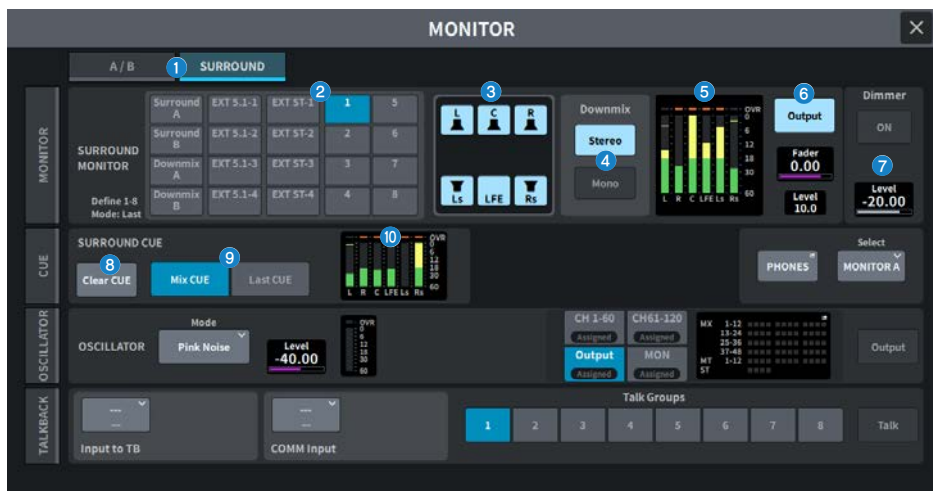 MONITOR
A / B
1
SURROUND
MONITOR
SURROUND
MONITOR
Define 1-8
Mode: Last
2
Surround A
EXT 5.1-1
EXT ST-1
1
5
Surround B
EXT 5.1-2
EXT ST-2
2
6
Downmix A
EXT 5.1-3
EXT ST-3
3
7
Downmix B
EXT 5.1-4
EXT ST-4
4
8
3
L
C
R
Ls
LFE
Rs
Downmix
Stereo
4
Mono
5
OVR
0
6
12
18
30
60
L R C LFE Ls Rs
6
Output
Fader
0.00
Level
10.0
Dimmer
ON
7
Level
-20.00
CUE
SURROUND CUE
8
Clear CUE
9
Mix CUE
Last CUE
10
OVR
0
6
12
18
30
60
L R C LFE Ls Rs
PHONES
Select
MONITOR A
OSCILLATOR
OSCILLATOR
Mode
Pink Noise
Level
-40.00
OVR
0
6
12
18
30
60
CH 1-60
Assigned
CH61-120
Assigned
Output
Assigned
MON
Assigned
MX 1-12
13-24
25-36
37-48
MT 1-12
ST
Output
TALKBACK
---
---
Input to TB
---
---
COMM Input
Talk Groups
1
2
3
4
5
6
7
8
Talk